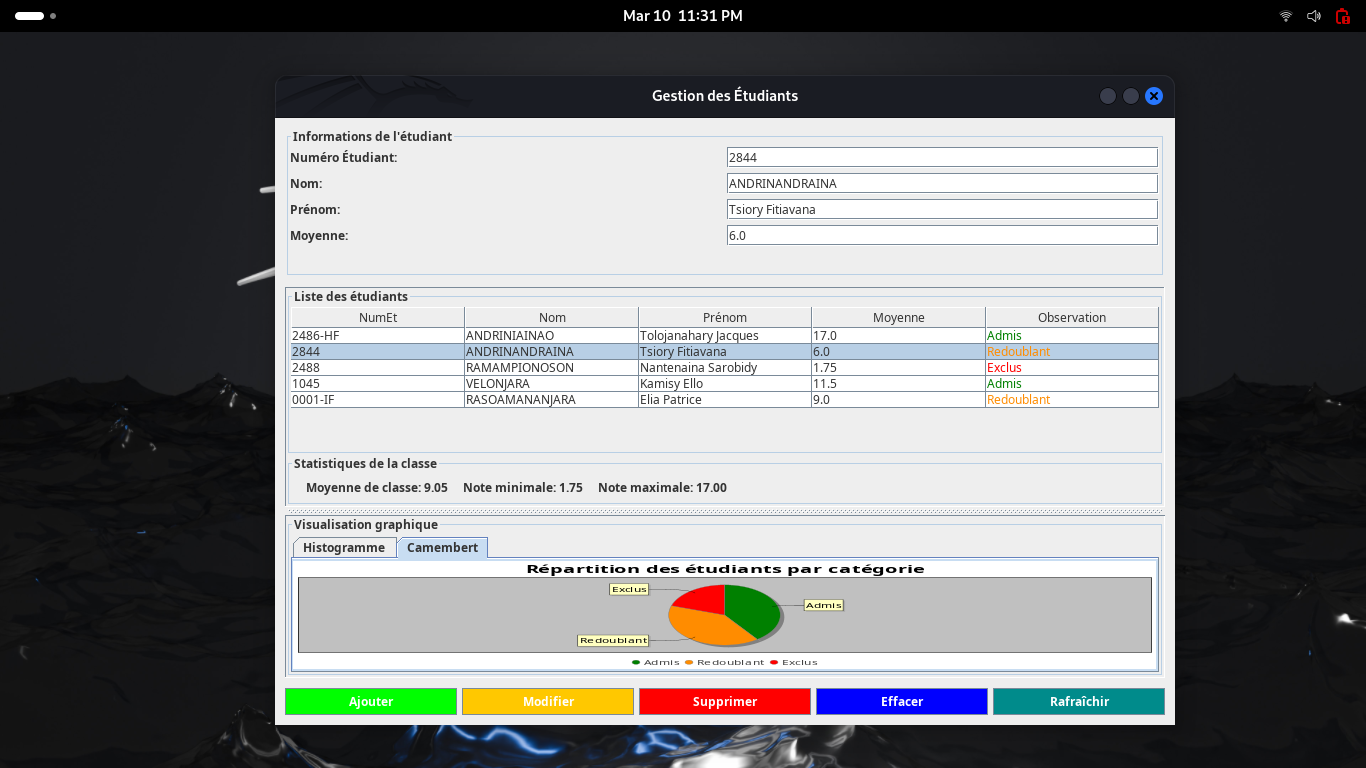 Mar 10 11:31 PM
Gestion des Étudiants
Informations de l'étudiant
Numéro Étudiant: 2844
Nom: ANDRINANDRAINA
Prénom: Tsiory Fitiavana
Moyenne: 6.0
Liste des étudiants
NumEt Nom Prénom Moyenne Observation
2486-HF ANDRINIAINAO Tolojanahary Jacques 17.0 Admis
2844 ANDRINANDRAINA Tsiory Fitiavana 6.0 Redoublant
2488 RAMAMPIONOSON Nantenaina Sarobidy 1.75 Exclus
1045 VELONJARA Kamisy Ello 11.5 Admis
0001-IF RASOAMANANJARA Elia Patrice 9.0 Redoublant
Statistiques de la classe
Moyenne de classe: 9.05 Note minimale: 1.75 Note maximale: 17.00
Visualisation graphique
Histogramme Camembert
Répartition des étudiants par catégorie
Exclus
Admis
Redoublant
Admis Redoublant Exclus
Ajouter Modifier Supprimer Effacer Rafraîchir